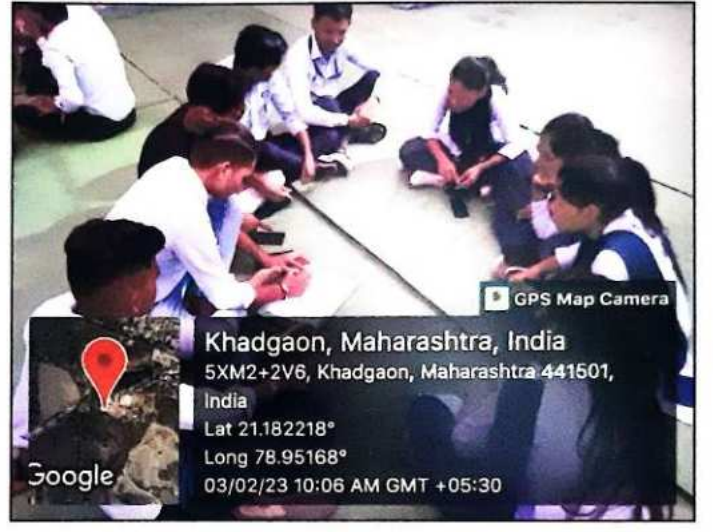 GPS Map Camera
Khadgaon, Maharashtra, India
5XM2+2V6, Khadgaon, Maharashtra 441501,
India
Lat 21.182218°
Long 78.95168°
03/02/23 10:06 AM GMT +05:30
Google